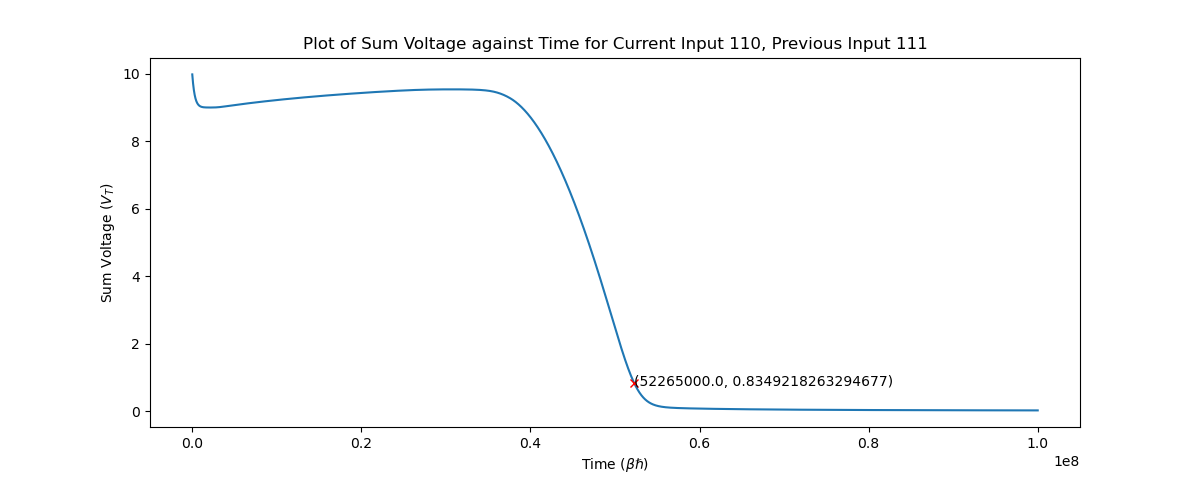 Plot of Sum Voltage against Time for Current Input 110, Previous Input 111
Sum Voltage (V_T)
10
8
6
4
2
0
(52265000.0, 0.8349218263294677)
0.0 0.2 0.4 0.6 0.8 1.0
1e8
Time (βℏ)